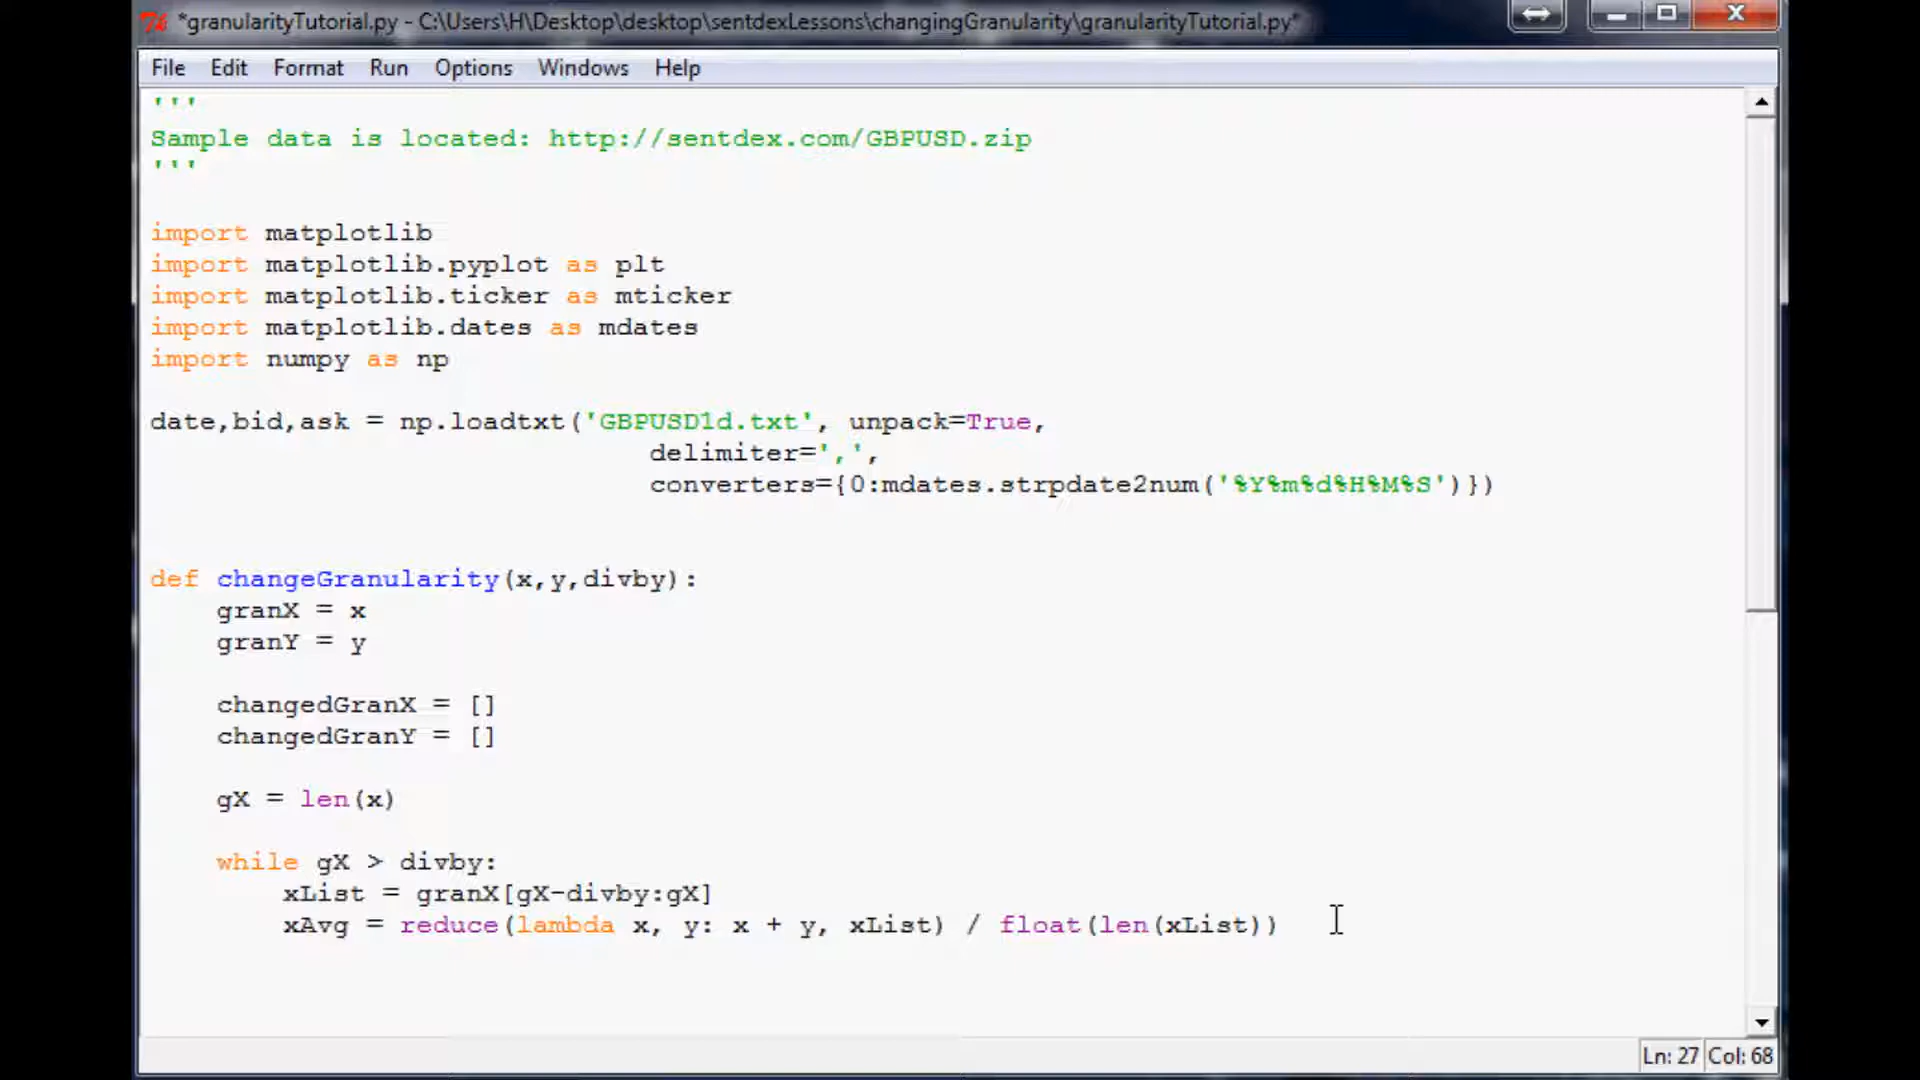 *granularityTutorial.py - C:\Users\H\Desktop\desktop\sentdexLessons\changingGranularity\granularityTutorial.py*
File Edit Format Run Options Windows Help
'''
Sample data is located: http://sentdex.com/GBPUSD.zip
'''
import matplotlib
import matplotlib.pyplot as plt
import matplotlib.ticker as mticker
import matplotlib.dates as mdates
import numpy as np
date,bid,ask = np.loadtxt('GBPUSD1d.txt', unpack=True,
delimiter=',',
converters={0:mdates.strpdate2num('%Y%m%d%H%M%S')})
def changeGranularity(x,y,divby):
granX = x
granY = y
changedGranX = []
changedGranY = []
gX = len(x)
while gX > divby:
xList = granX[gX-divby:gX]
xAvg = reduce(lambda x, y: x + y, xList) / float(len(xList))
Ln: 27 Col: 68